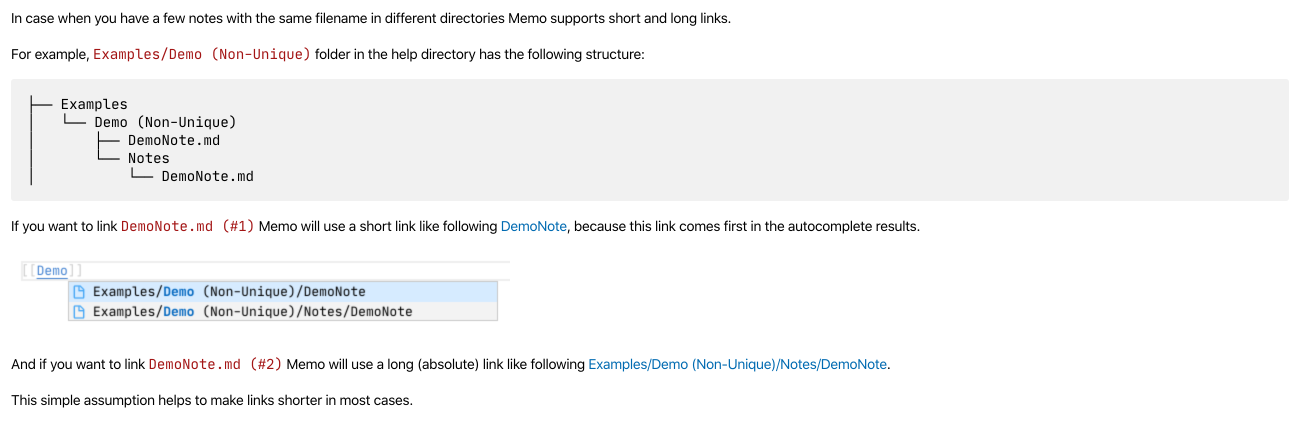 In case when you have a few notes with the same filename in different directories Memo supports short and long links.
For example, Examples/Demo (Non-Unique) folder in the help directory has the following structure:
├── Examples
│   └── Demo (Non-Unique)
│       ├── DemoNote.md
│       └── Notes
│           └── DemoNote.md
If you want to link DemoNote.md (#1) Memo will use a short link like following DemoNote, because this link comes first in the autocomplete results.
[[Demo]]
Examples/Demo (Non-Unique)/DemoNote
Examples/Demo (Non-Unique)/Notes/DemoNote
And if you want to link DemoNote.md (#2) Memo will use a long (absolute) link like following Examples/Demo (Non-Unique)/Notes/DemoNote.
This simple assumption helps to make links shorter in most cases.